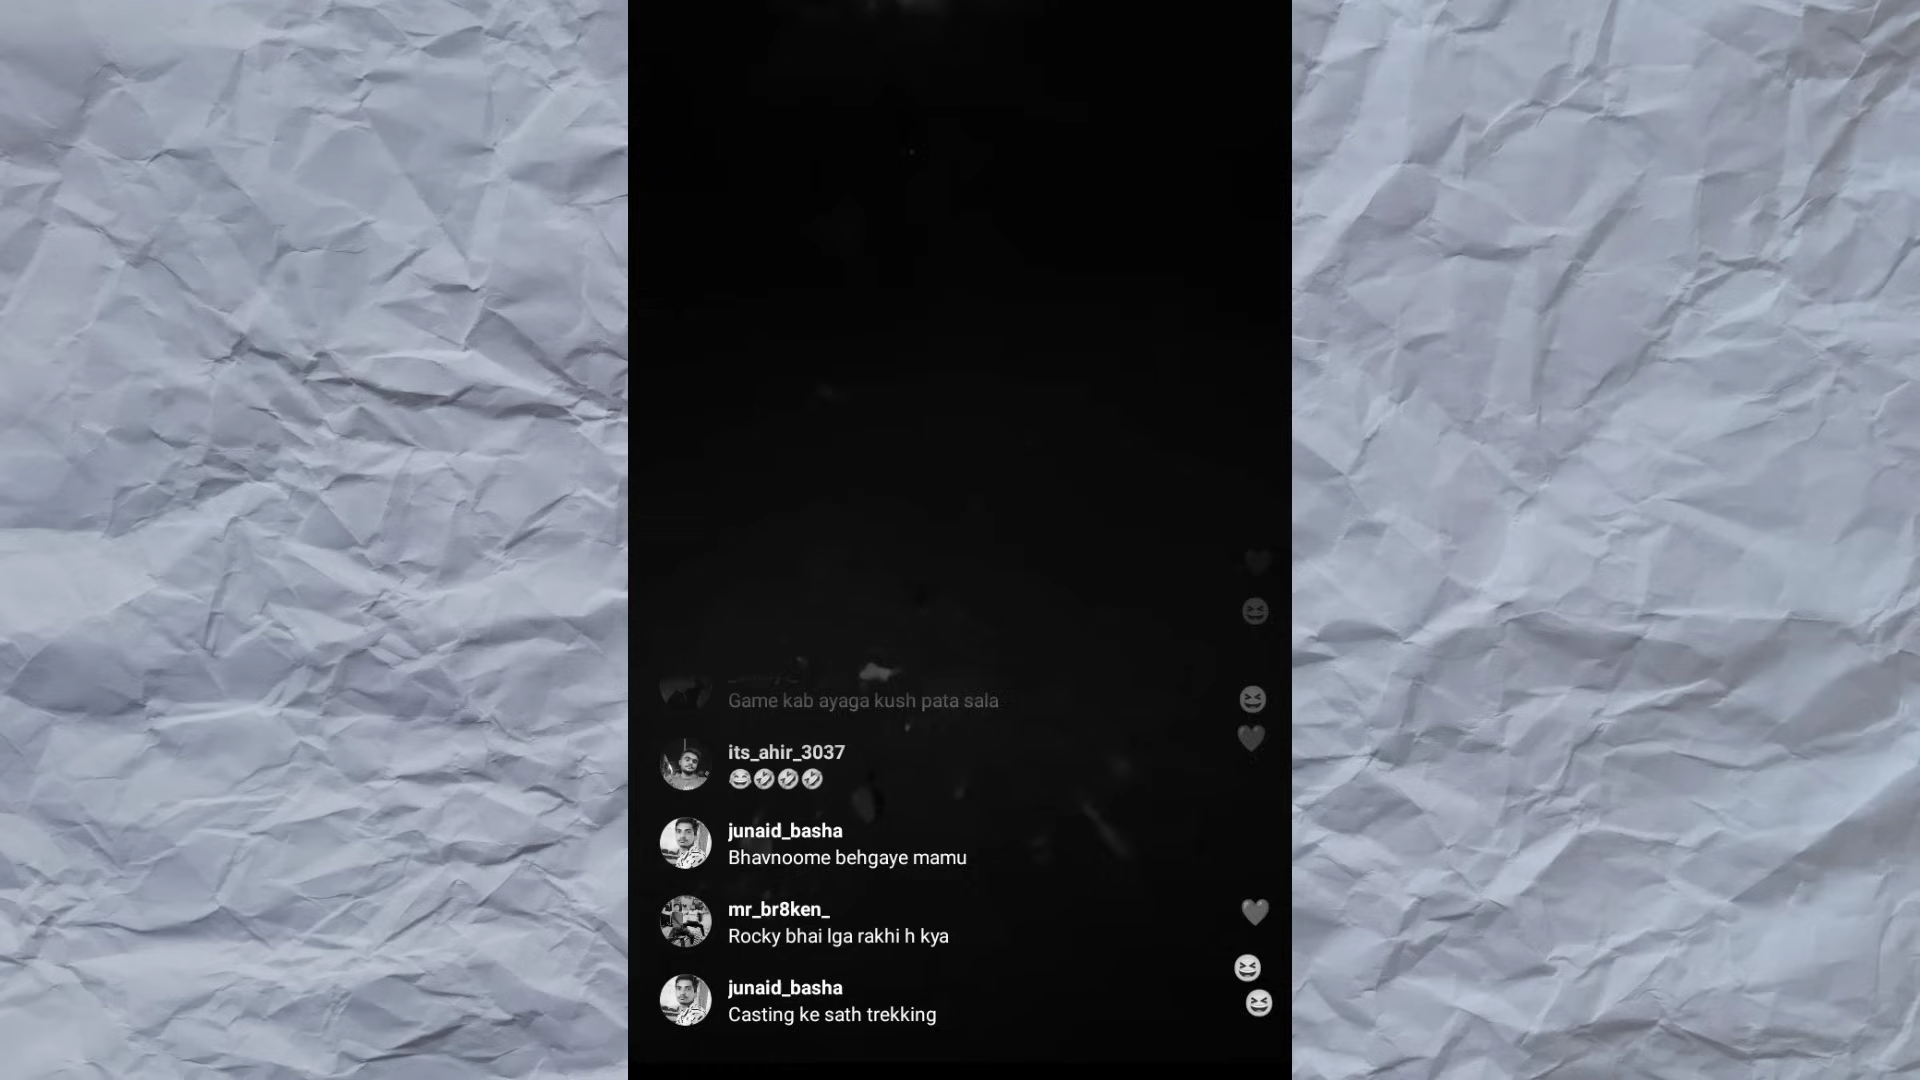 Game kab ayaga kush pata sala
its_ahir_3037
😂🤣🤣🤣
junaid_basha
Bhavnoome behgaye mamu
mr_br8ken_
Rocky bhai lga rakhi h kya
junaid_basha
Casting ke sath trekking